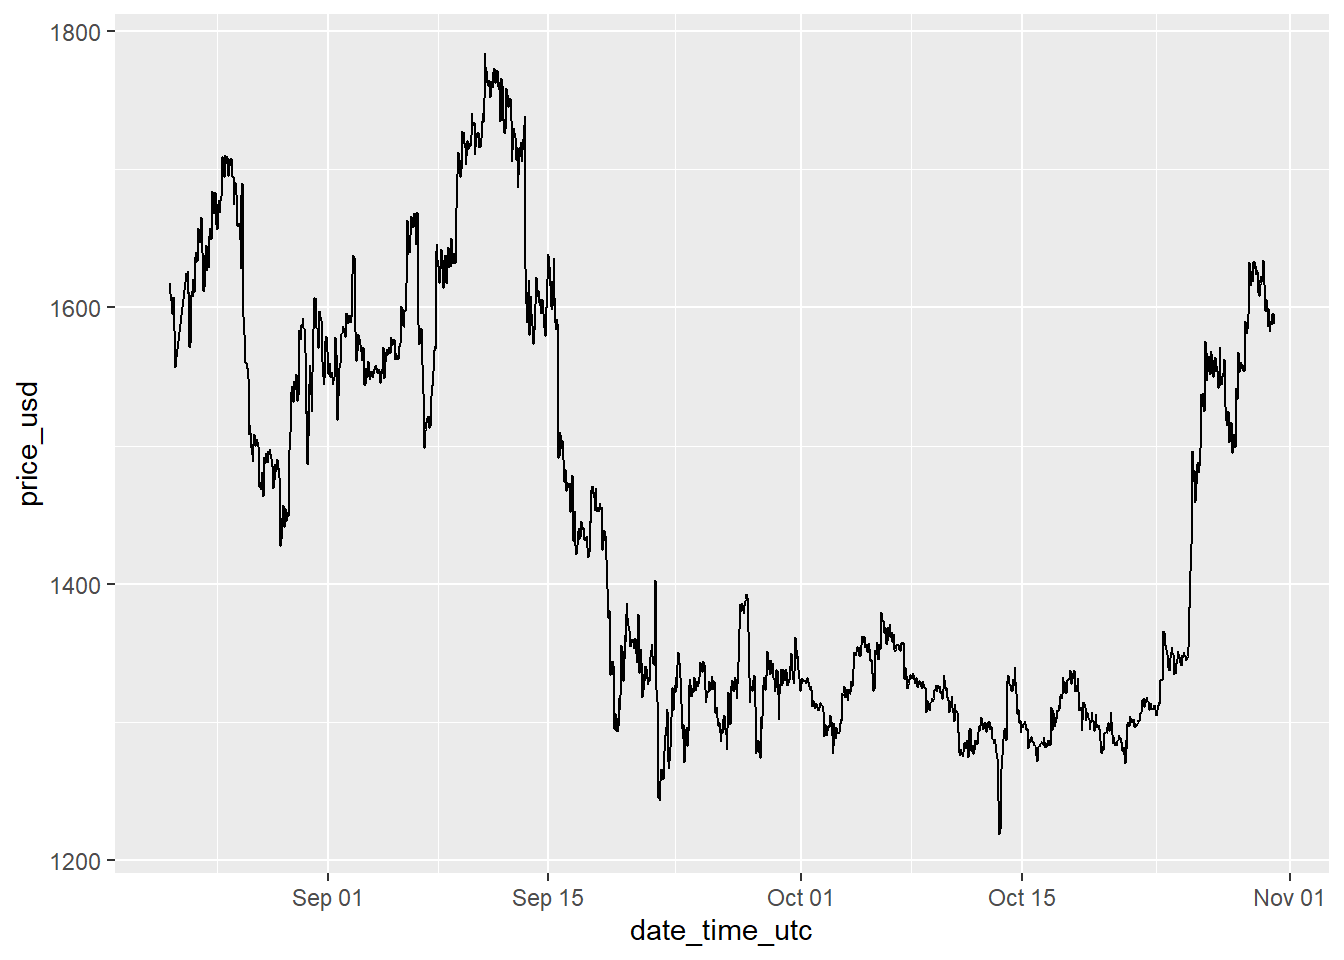 1800
1600
1400
1200
price_usd
Sep 01
Sep 15
Oct 01
Oct 15
Nov 01
date_time_utc